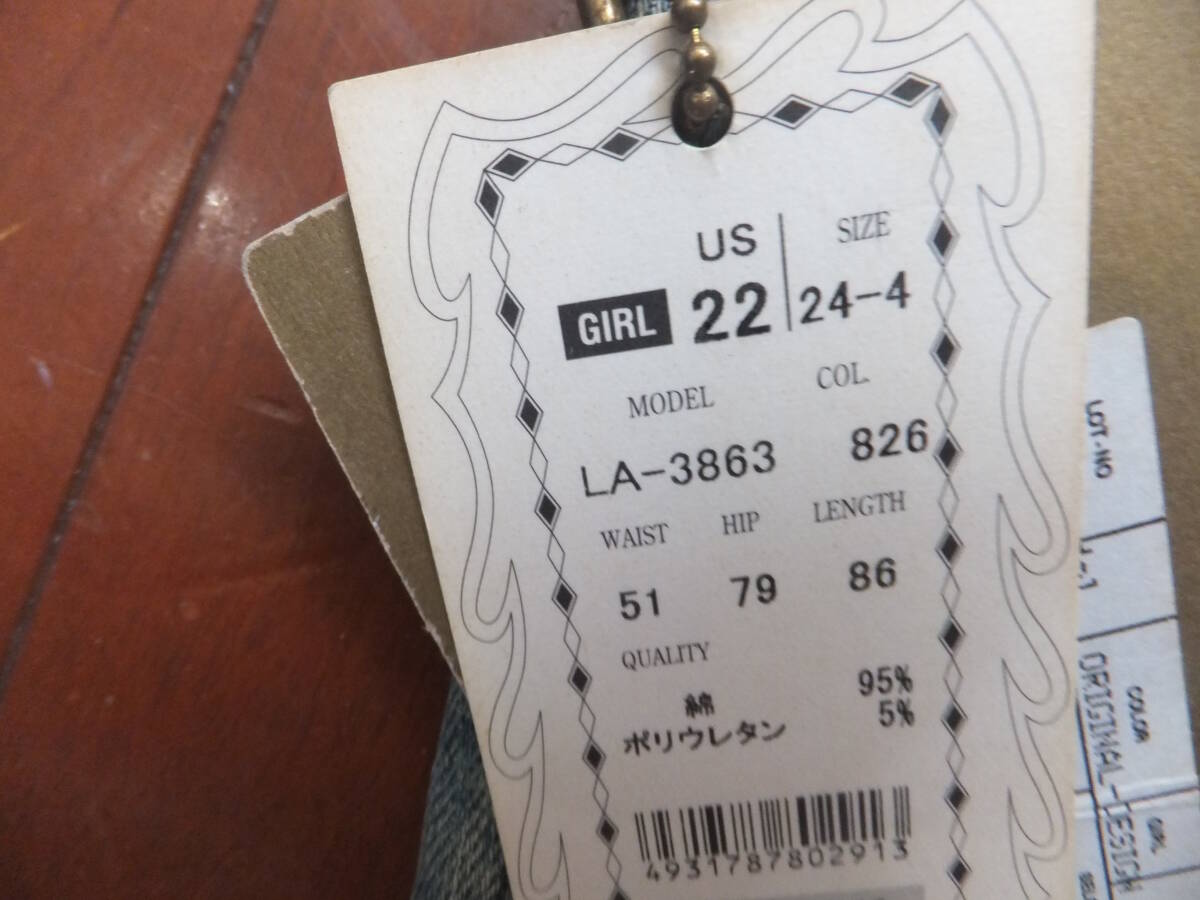 US SIZE
GIRL 22 24-4
MODEL COL.
LA-3863 826
WAIST HIP LENGTH
51 79 86
QUALITY
綿 95%
ポリウレタン 5%
4931787802913
LOT-NO
COLOR
ORIGINAL-DESIGN
GIRL